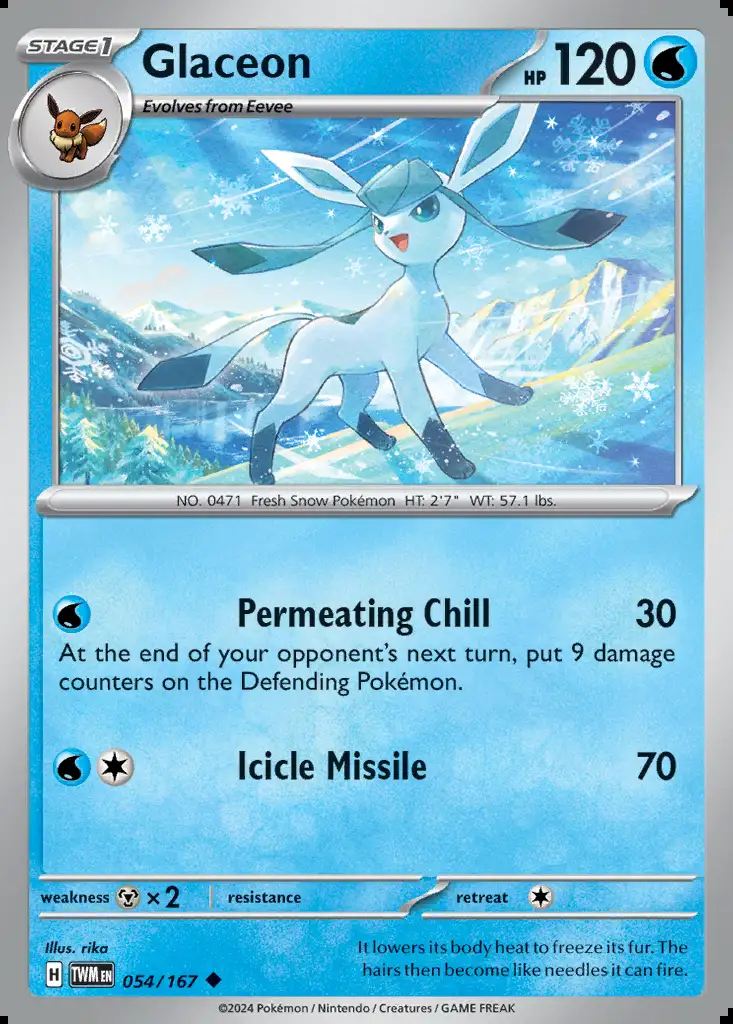 STAGE1
Glaceon
HP 120
Evolves from Eevee
NO. 0471 Fresh Snow Pokémon HT: 2'7" WT: 57.1 lbs.
Permeating Chill 30
At the end of your opponent's next turn, put 9 damage
counters on the Defending Pokémon.
Icicle Missile 70
weakness ×2 resistance retreat
Illus. rika
It lowers its body heat to freeze its fur. The
hairs then become like needles it can fire.
H TWM EN 054/167
©2024 Pokémon / Nintendo / Creatures / GAME FREAK